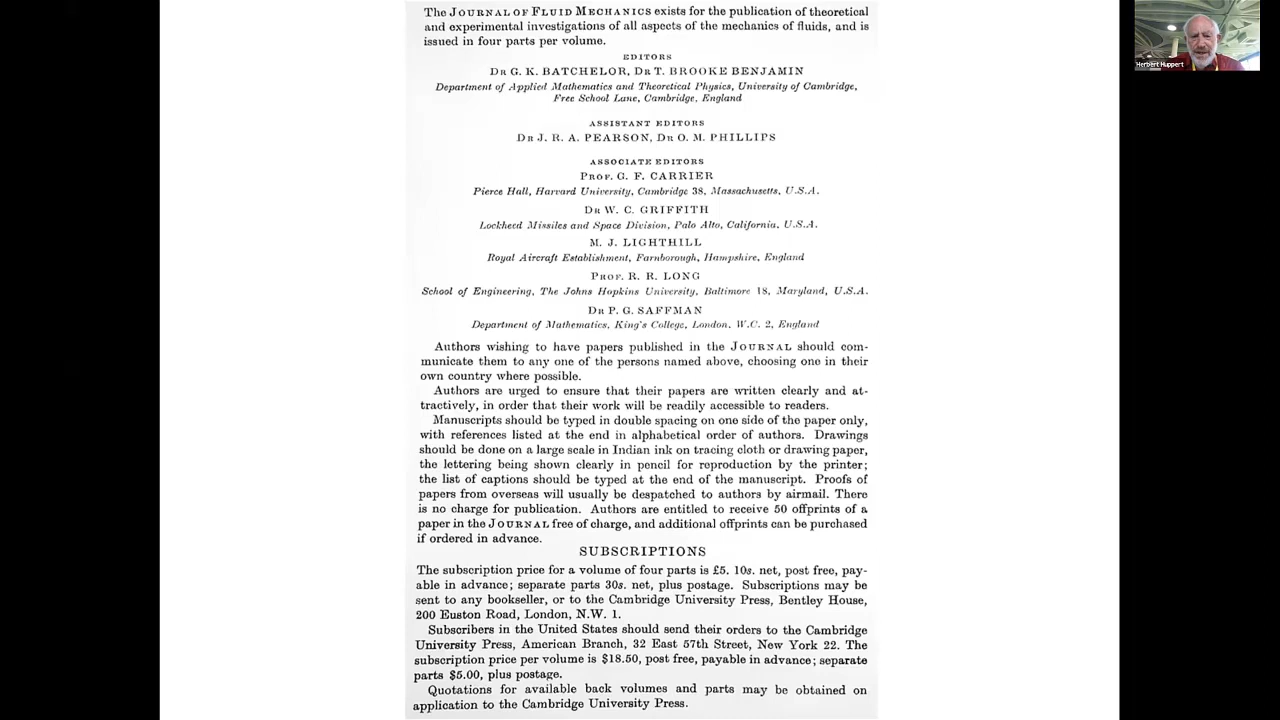 The JOURNAL OF FLUID MECHANICS exists for the publication of theoretical
and experimental investigations of all aspects of the mechanics of fluids, and is
issued in four parts per volume.
EDITORS
DR G. K. BATCHELOR, DR T. BROOKE BENJAMIN
Department of Applied Mathematics and Theoretical Physics, University of Cambridge,
Free School Lane, Cambridge, England
ASSISTANT EDITORS
DR J. R. A. PEARSON, DR O. M. PHILLIPS
ASSOCIATE EDITORS
PROF. G. F. CARRIER
Pierce Hall, Harvard University, Cambridge 38, Massachusetts, U.S.A.
DR W. C. GRIFFITH
Lockheed Missiles and Space Division, Palo Alto, California, U.S.A.
M. J. LIGHTHILL
Royal Aircraft Establishment, Farnborough, Hampshire, England
PROF. R. R. LONG
School of Engineering, The Johns Hopkins University, Baltimore 18, Maryland, U.S.A.
DR P. G. SAFFMAN
Department of Mathematics, King's College, London, W.C. 2, England
Authors wishing to have papers published in the JOURNAL should com-
municate them to any one of the persons named above, choosing one in their
own country where possible.
Authors are urged to ensure that their papers are written clearly and at-
tractively, in order that their work will be readily accessible to readers.
Manuscripts should be typed in double spacing on one side of the paper only,
with references listed at the end in alphabetical order of authors. Drawings
should be done on a large scale in Indian ink on tracing cloth or drawing paper,
the lettering being shown clearly in pencil for reproduction by the printer;
the list of captions should be typed at the end of the manuscript. Proofs of
papers from overseas will usually be despatched to authors by airmail. There
is no charge for publication. Authors are entitled to receive 50 offprints of a
paper in the JOURNAL free of charge, and additional offprints can be purchased
if ordered in advance.
SUBSCRIPTIONS
The subscription price for a volume of four parts is £5. 10s. net, post free, pay-
able in advance; separate parts 30s. net, plus postage. Subscriptions may be
sent to any bookseller, or to the Cambridge University Press, Bentley House,
200 Euston Road, London, N.W. 1.
Subscribers in the United States should send their orders to the Cambridge
University Press, American Branch, 32 East 57th Street, New York 22. The
subscription price per volume is $18.50, post free, payable in advance; separate
parts $5.00, plus postage.
Quotations for available back volumes and parts may be obtained on
application to the Cambridge University Press.
Herbert Huppert